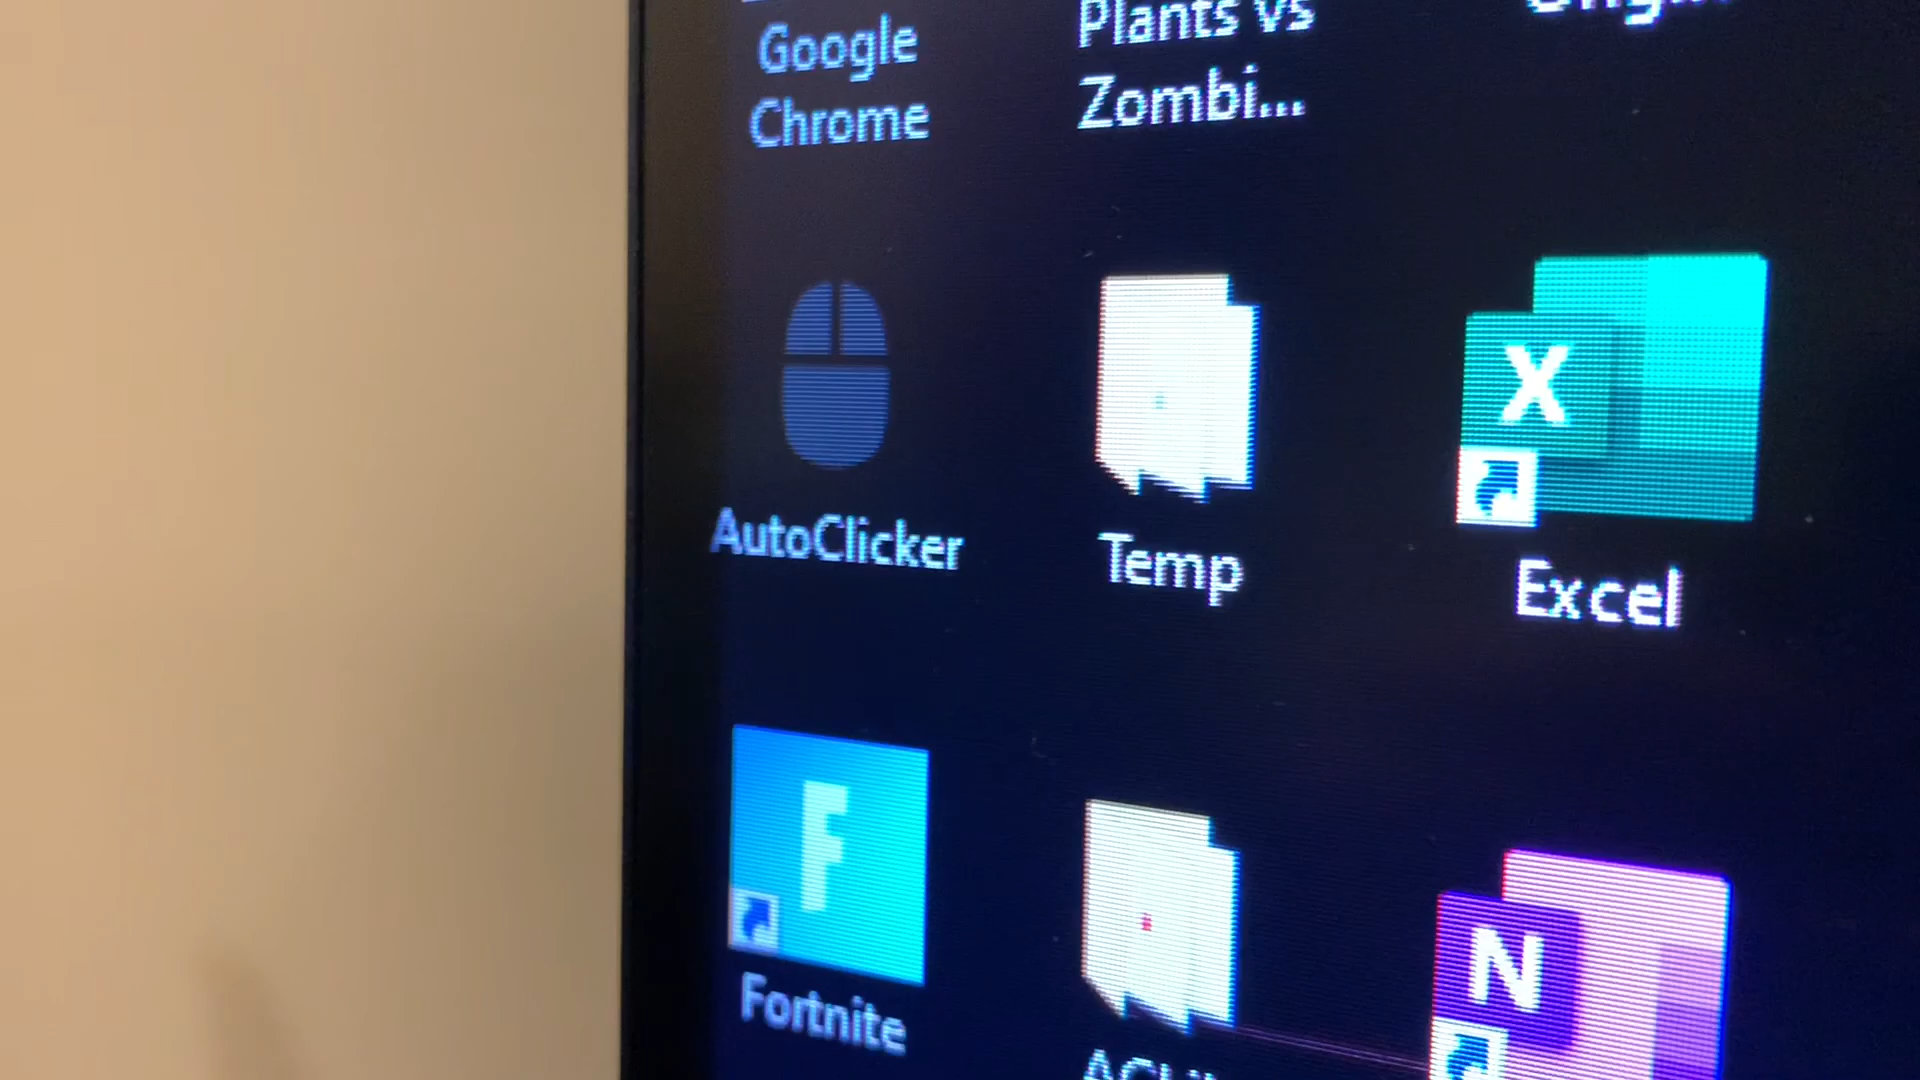 Google
Chrome
Plants vs
Zombi...
AutoClicker
Temp
X
Excel
F
Fortnite
N